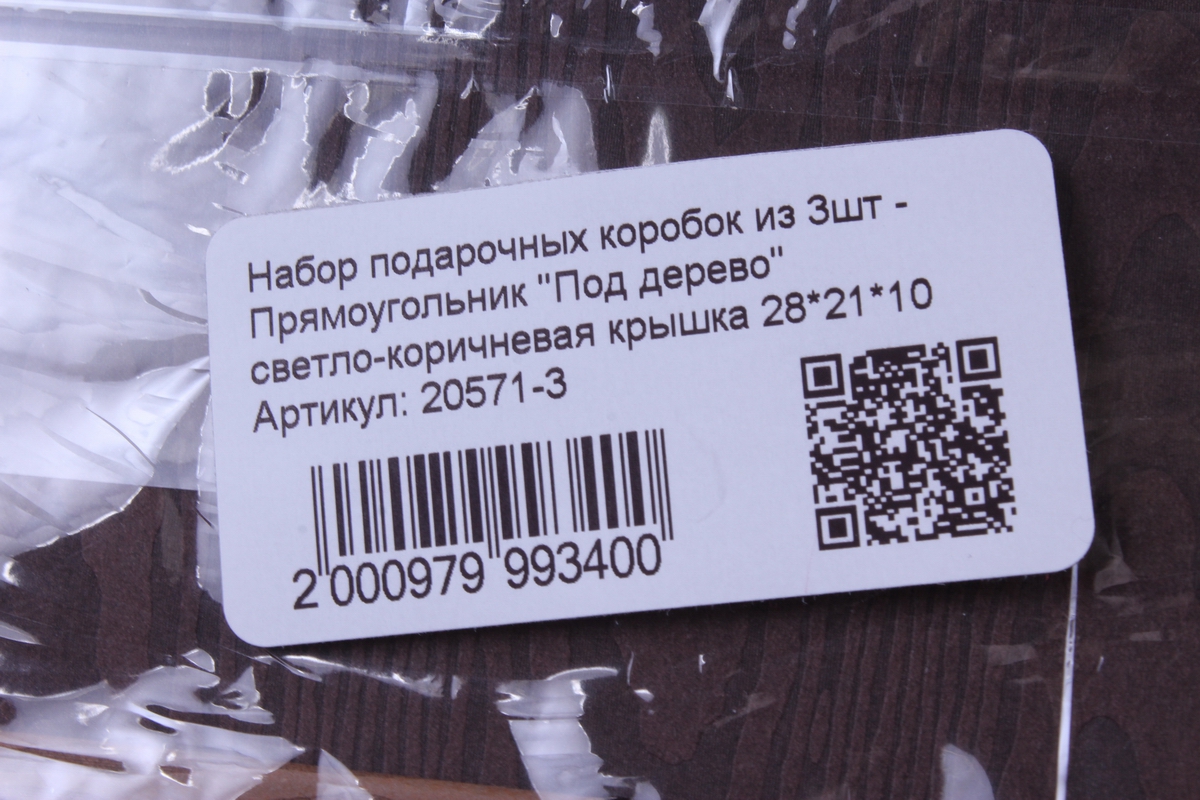 Набор подарочных коробок из 3шт -
Прямоугольник "Под дерево"
светло-коричневая крышка 28*21*10
Артикул: 20571-3
2 000979 993400